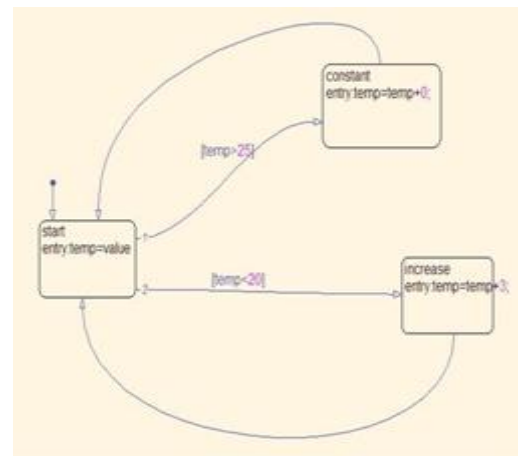 constant
entry:temp=temp+0;
[temp>25]
start
entry:temp=value
1
2
[temp<20]
increase
entry:temp=temp+3;